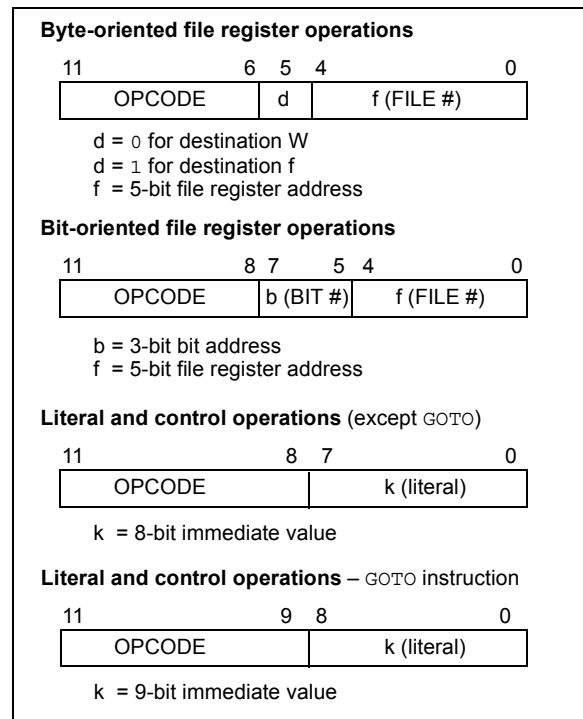 Byte-oriented file register operations
11 6 5 4 0
OPCODE d f (FILE #)
d = 0 for destination W
d = 1 for destination f
f = 5-bit file register address
Bit-oriented file register operations
11 8 7 5 4 0
OPCODE b (BIT #) f (FILE #)
b = 3-bit bit address
f = 5-bit file register address
Literal and control operations (except GOTO)
11 8 7 0
OPCODE k (literal)
k = 8-bit immediate value
Literal and control operations – GOTO instruction
11 9 8 0
OPCODE k (literal)
k = 9-bit immediate value